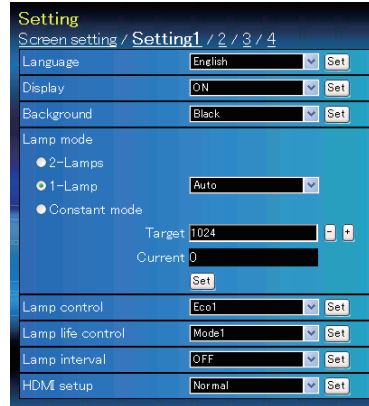 Setting
Screen setting / Setting1 / 2 / 3 / 4
Language English Set
Display ON Set
Background Black Set
Lamp mode
2-Lamps
1-Lamp Auto
Constant mode
Target 1024 - +
Current 0
Set
Lamp control Eco1 Set
Lamp life control Mode1 Set
Lamp interval OFF Set
HDMI setup Normal Set